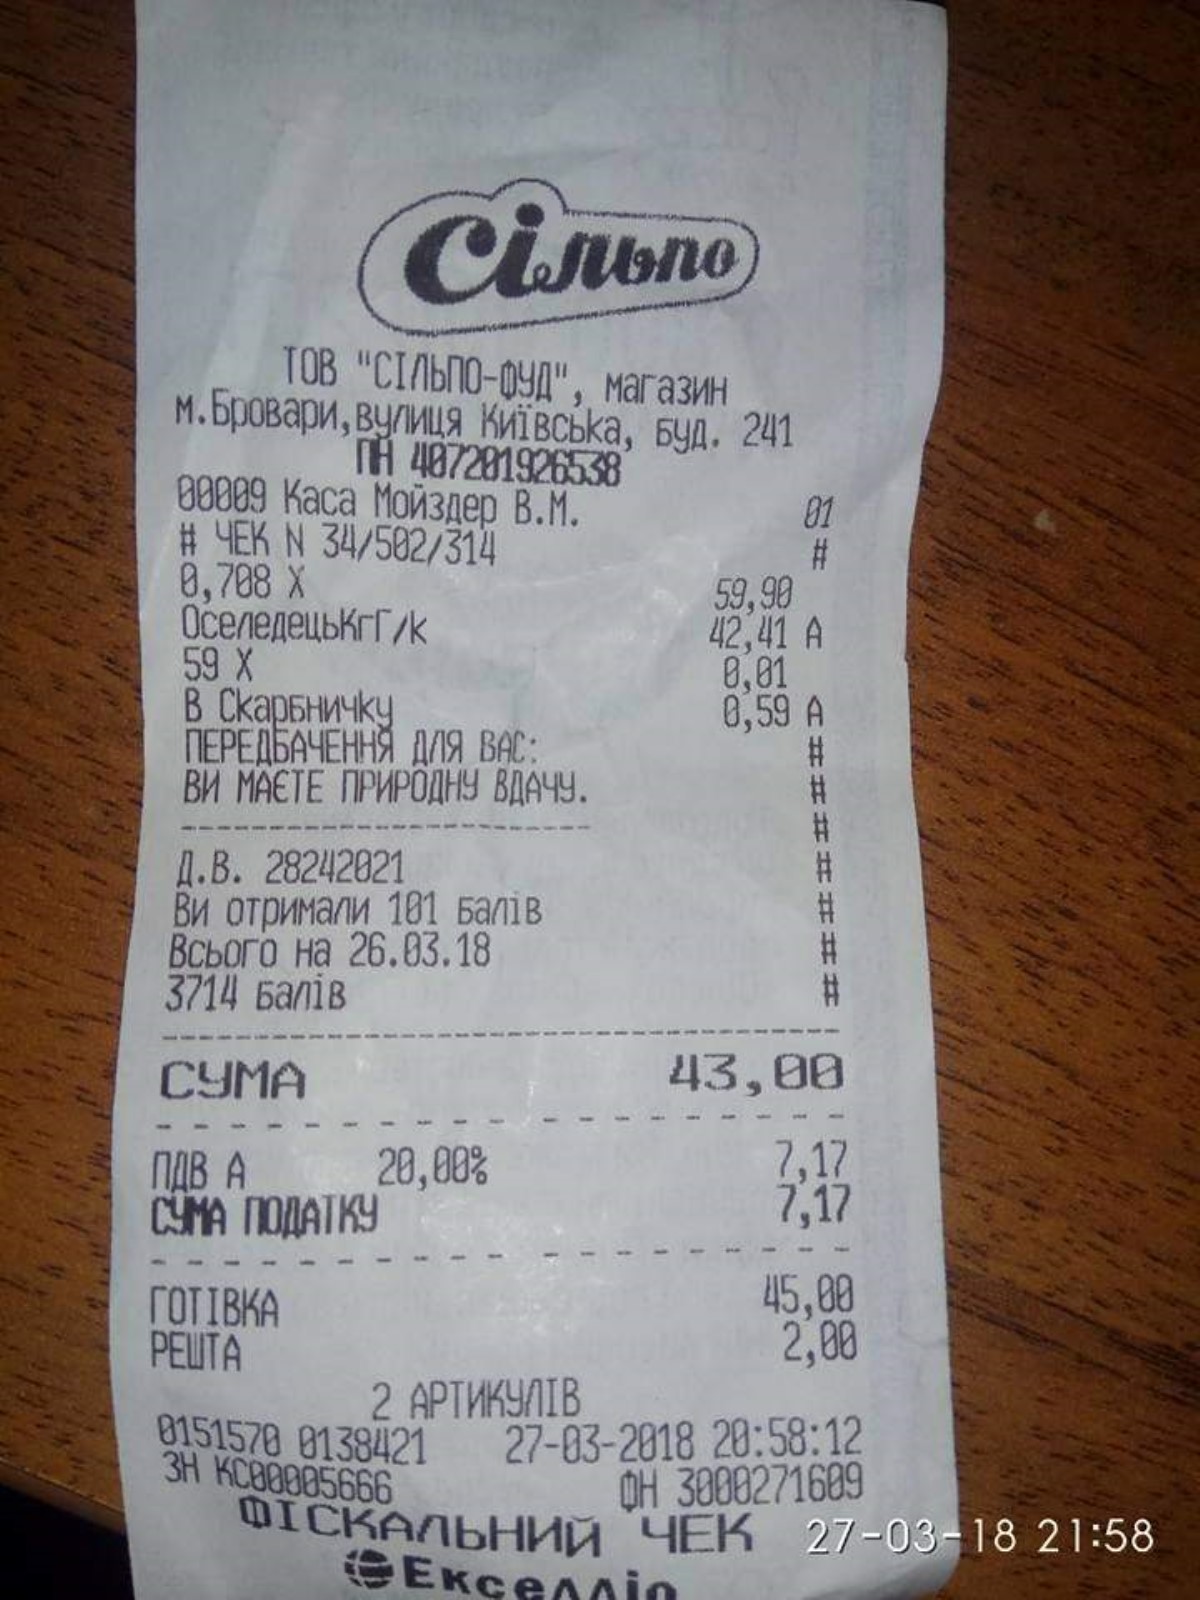 Сільпо
ТОВ "СІЛЬПО-ФУД", магазин
м.Бровари,вулиця Київська, буд. 241
ПН 407201926538
00009 Каса Мойздер В.М. 01
# ЧЕК N 34/502/314 #
0,708 X 59,90
ОселедецьКгГ/k 42,41 А
59 X 0,01
В Скарбничку 0,59 А
ПЕРЕДБАЧЕННЯ ДЛЯ ВАС: #
ВИ МАЄТЕ ПРИРОДНУ ВДАЧУ. #
------------------------------ #
Д.В. 28242021 #
Ви отримали 101 балів #
Всього на 26.03.18 #
3714 балів #
СУМА 43,00
ПДВ А 20,00% 7,17
СУМА ПОДАТКУ 7,17
ГОТІВКА 45,00
РЕШТА 2,00
2 АРТИКУЛІВ
0151570 0138421 27-03-2018 20:58:12
ЗН КС00005666 ФН 3000271609
ФІСКАЛЬНИЙ ЧЕК
Екселліо
27-03-18 21:58